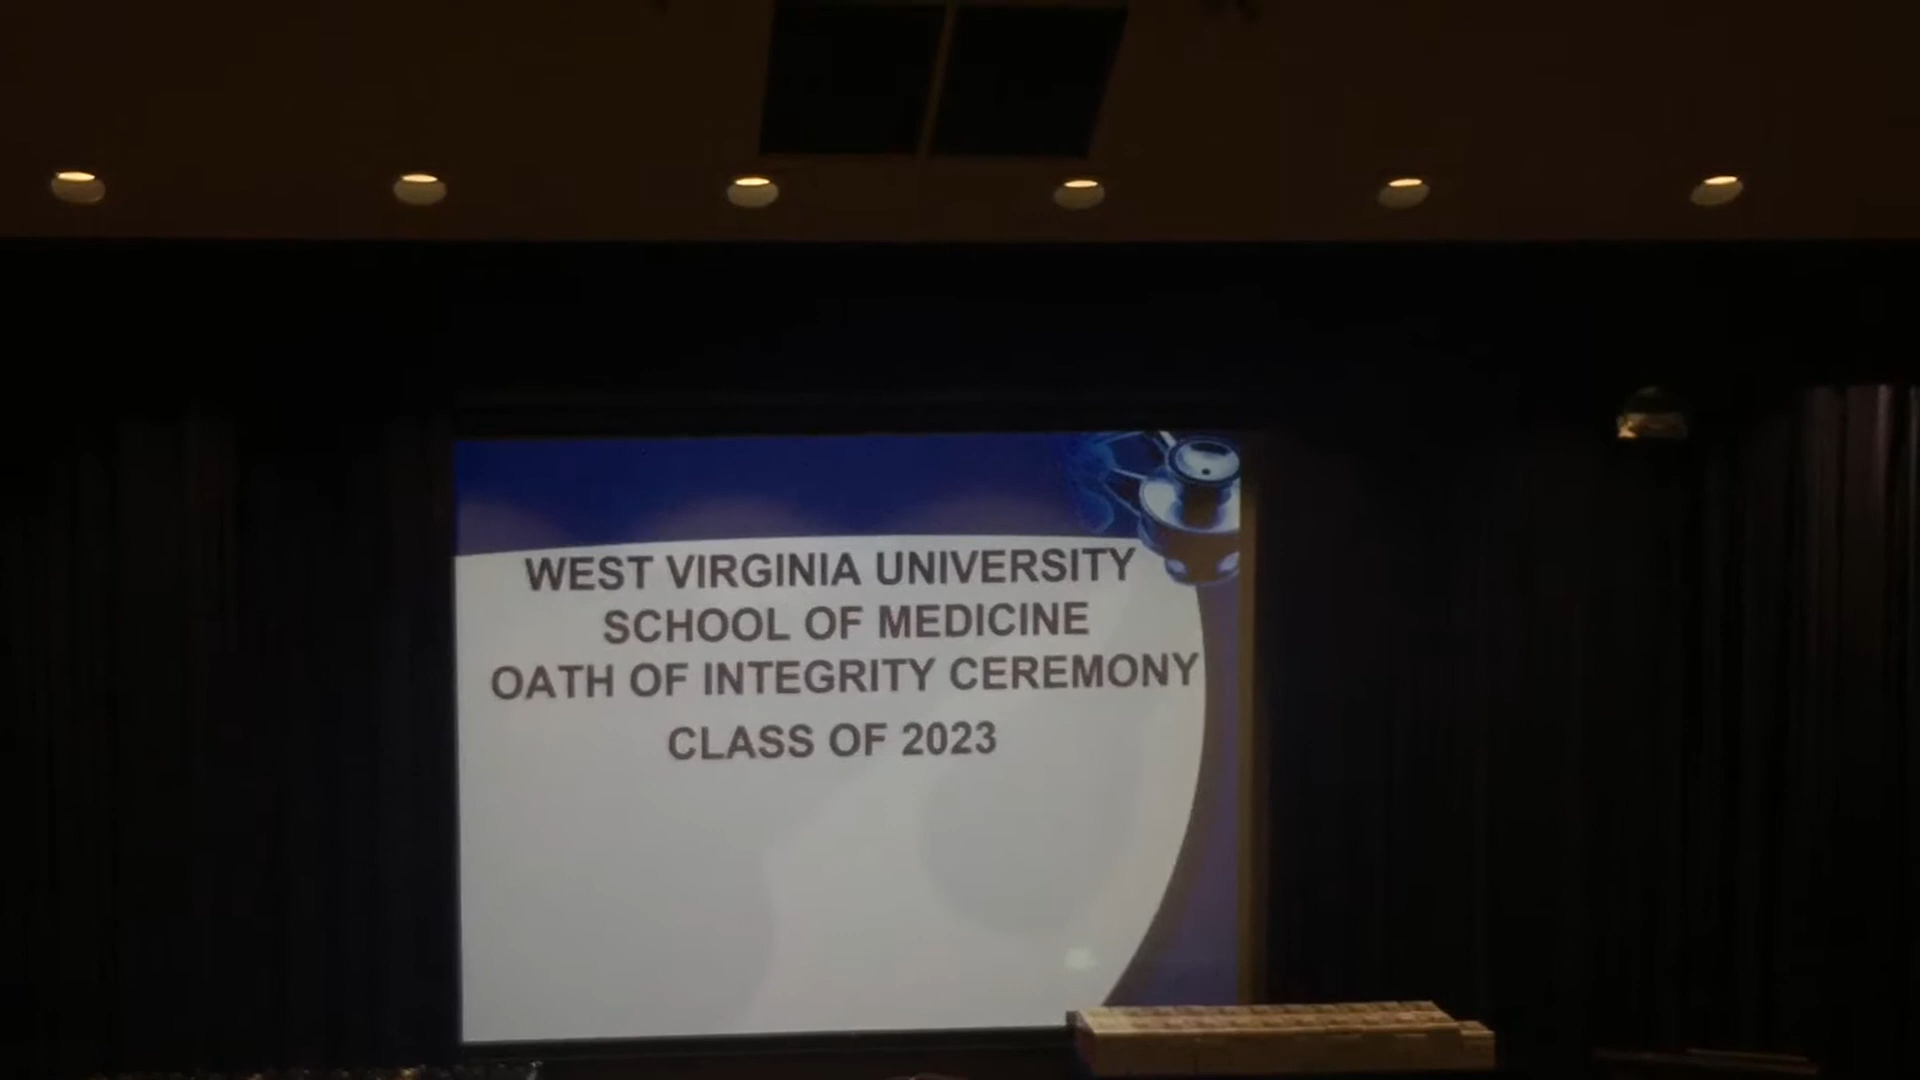 WEST VIRGINIA UNIVERSITY
SCHOOL OF MEDICINE
OATH OF INTEGRITY CEREMONY
CLASS OF 2023